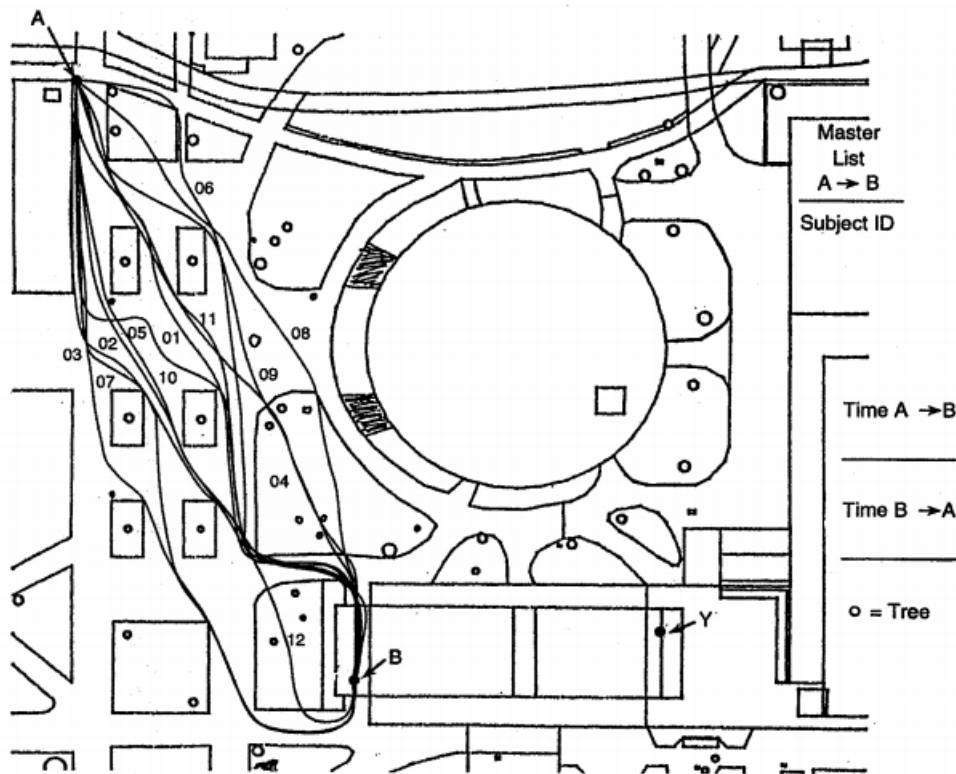 A
Master
List
A → B
Subject ID
06
08
11
01
05
02
03
09
10
07
Time A → B
04
Time B → A
Y
O = Tree
12
B